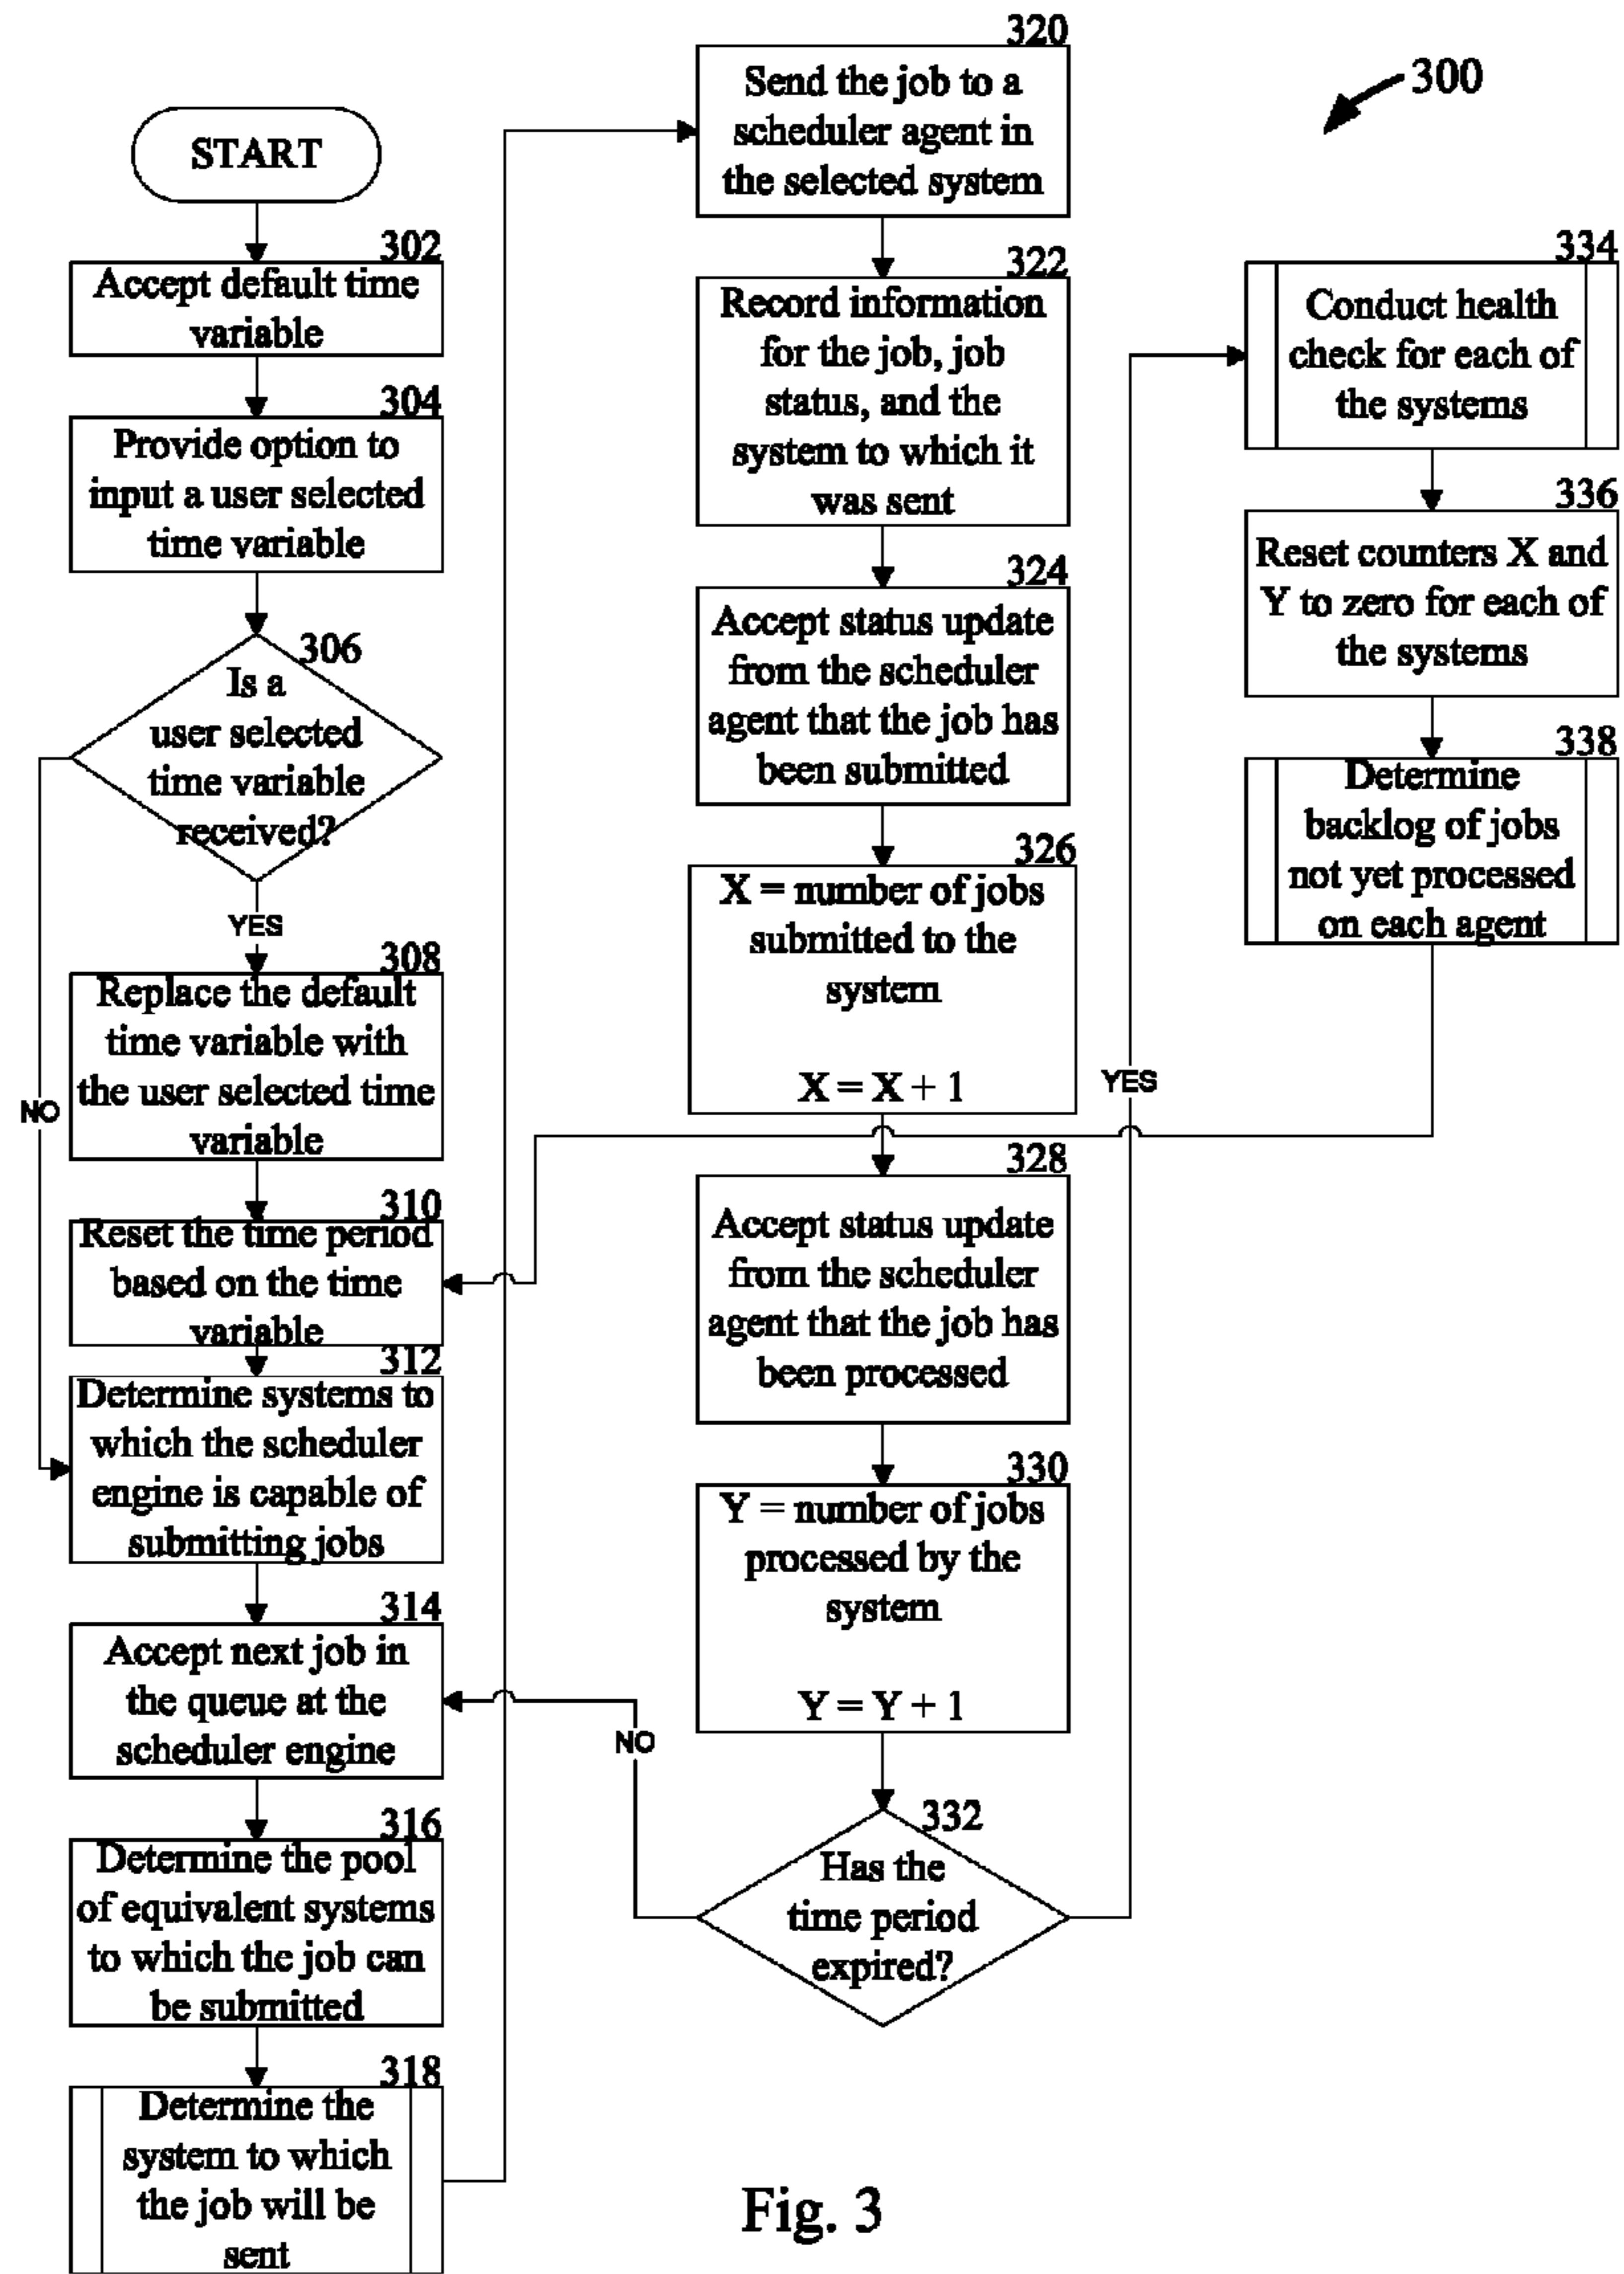 START
302
Accept default time
variable
304
Provide option to
input a user selected
time variable
306
Is a
user selected
time variable
received?
YES
NO
308
Replace the default
time variable with
the user selected time
variable
310
Reset the time period
based on the time
variable
312
Determine systems to
which the scheduler
engine is capable of
submitting jobs
314
Accept next job in
the queue at the
scheduler engine
316
Determine the pool
of equivalent systems
to which the job can
be submitted
318
Determine the
system to which
the job will be
sent
320
Send the job to a
scheduler agent in
the selected system
322
Record information
for the job, job
status, and the
system to which it
was sent
324
Accept status update
from the scheduler
agent that the job has
been submitted
326
X = number of jobs
submitted to the
system
X = X + 1
328
Accept status update
from the scheduler
agent that the job has
been processed
330
Y = number of jobs
processed by the
system
Y = Y + 1
332
Has the
time period
expired?
NO
YES
300
334
Conduct health
check for each of
the systems
336
Reset counters X and
Y to zero for each of
the systems
338
Determine
backlog of jobs
not yet processed
on each agent
Fig. 3